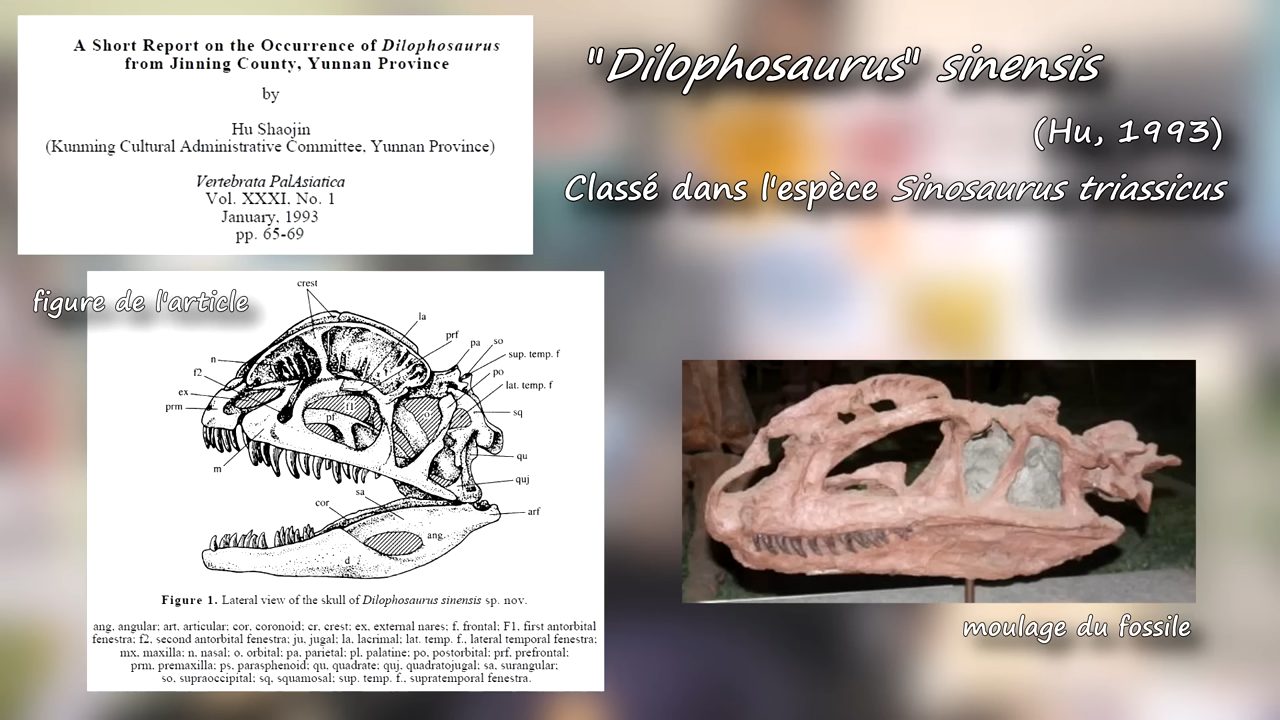 A Short Report on the Occurrence of Dilophosaurus
from Jinning County, Yunnan Province
by
Hu Shaojin
(Kunming Cultural Administrative Committee, Yunnan Province)
Vertebrata PalAsiatica
Vol. XXXI, No. 1
January, 1993
pp. 65-69
"Dilophosaurus" sinensis
(Hu, 1993)
Classé dans l'espèce Sinosaurus triassicus
figure de l'article
crest
la
prf
pa
so
sup. temp. f
po
lat. temp. f
sq
qu
quj
arf
n
f2
ex
prm
m
pf
f1
o
sa
cor
ang.
d
Figure 1. Lateral view of the skull of Dilophosaurus sinensis sp. nov.
ang, angular; art, articular; cor, coronoid; cr, crest; ex, external nares; f, frontal; F1, first antorbital
fenestra; f2, second antorbital fenestra; ju, jugal; la, lacrimal; lat. temp. f., lateral temporal fenestra;
mx, maxilla; n, nasal; o, orbital; pa, parietal; pl, palatine; po, postorbital; prf, prefrontal;
prm, premaxilla; ps, parasphenoid; qu, quadrate; quj, quadratojugal; sa, surangular;
so, supraoccipital; sq, squamosal; sup. temp. f., supratemporal fenestra.
moulage du fossile